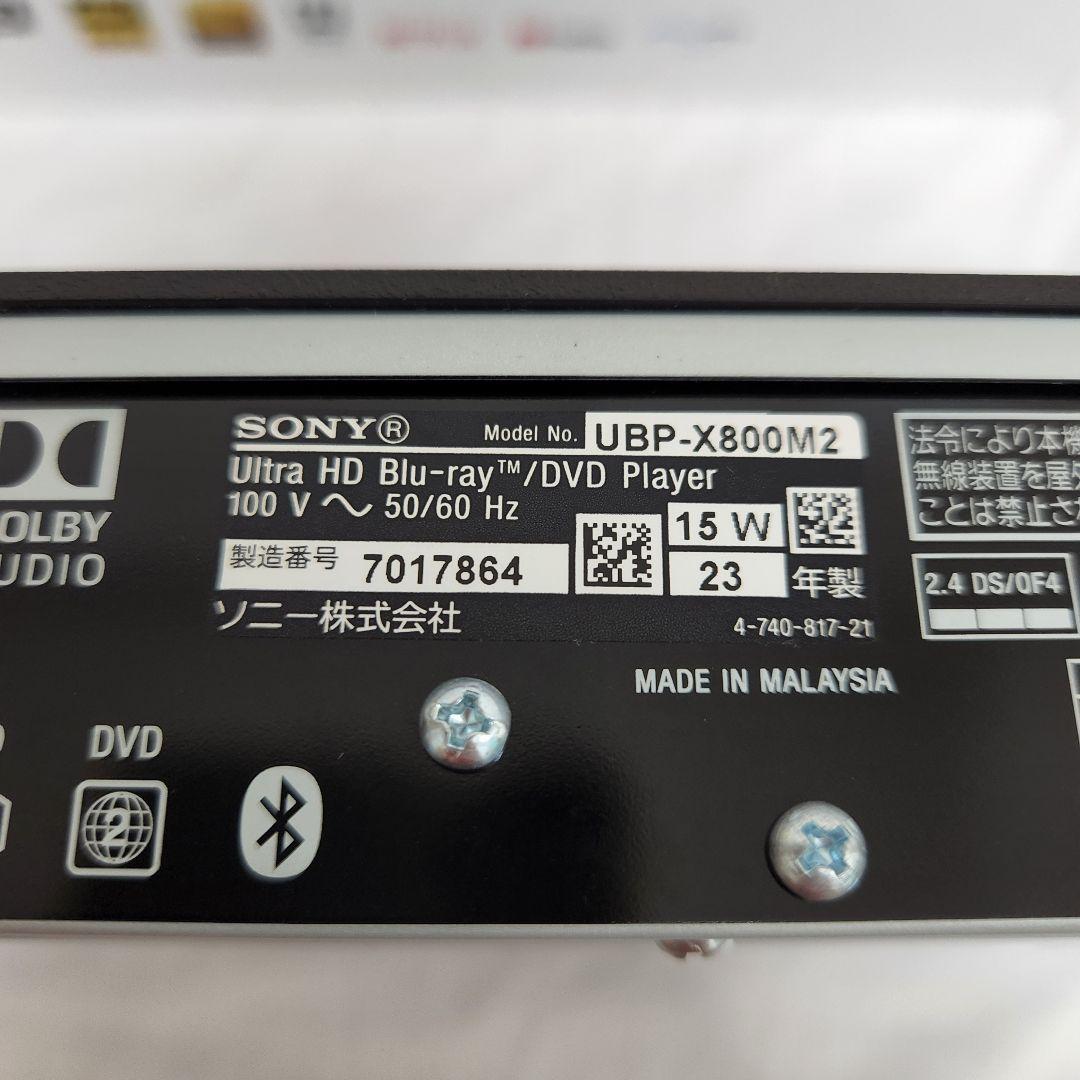 SONY® Model No. UBP-X800M2
Ultra HD Blu-ray™/DVD Player
100 V ～ 50/60 Hz
15 W
製造番号 7017864
23 年製
ソニー株式会社
4-740-817-21
MADE IN MALAYSIA
DVD
2
法令により本機
無線装置を屋
ことは禁止さ
2.4 DS/OF4